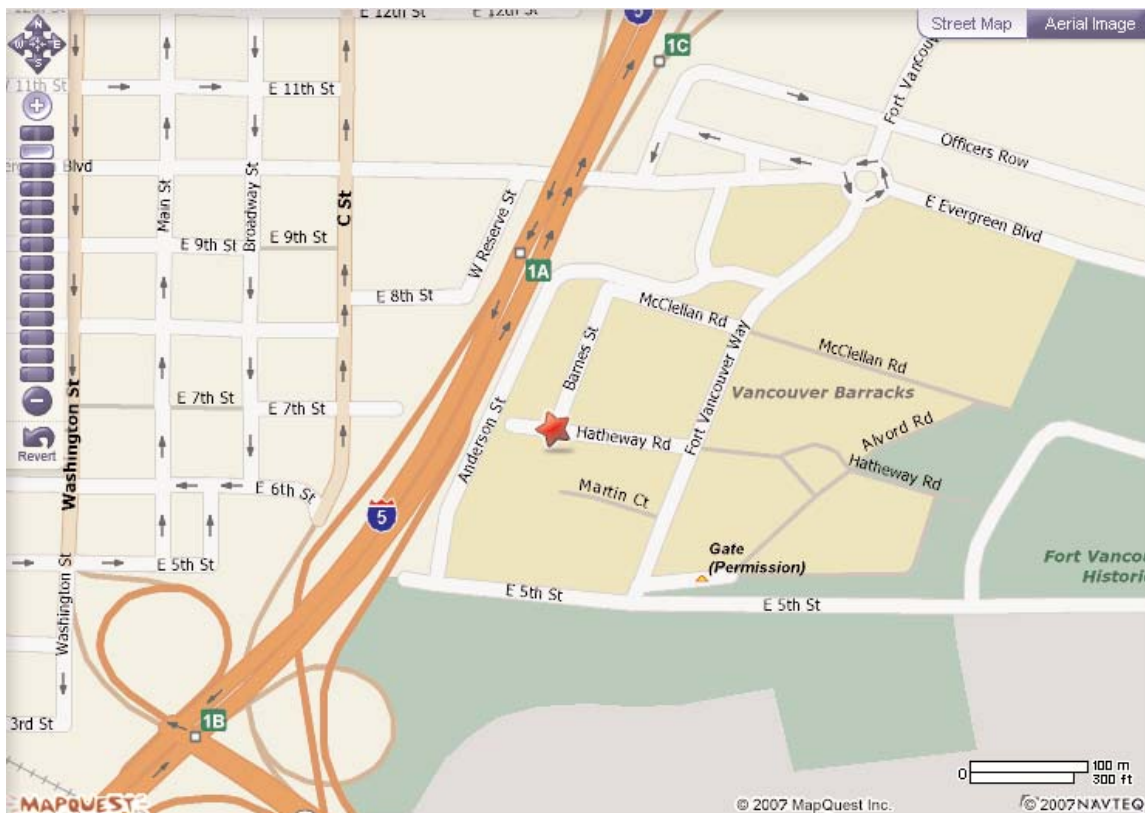 E 12th St
E 12th St
5
Street Map
Aerial Image
N
W E
S
1C
11th St
E 11th St
Fort Vancouv
Officers Row
Blvd
Main St
Broadway St
C St
W Reserve St
E Evergreen Blvd
E 9th St
E 9th St
1A
E 8th St
McClellan Rd
McClellan Rd
Barnes St
Fort Vancouver Way
Vancouver Barracks
E 7th St
E 7th St
Washington St
Anderson St
Hatheway Rd
Alvord Rd
Hatheway Rd
Revert
E 6th St
Martin Ct
5
Gate
(Permission)
Fort Vancou
Historic
E 5th St
E 5th St
E 5th St
Washington St
3rd St
1B
0
100 m
300 ft
MAPQUEST
© 2007 MapQuest Inc.
© 2007 NAVTEQ